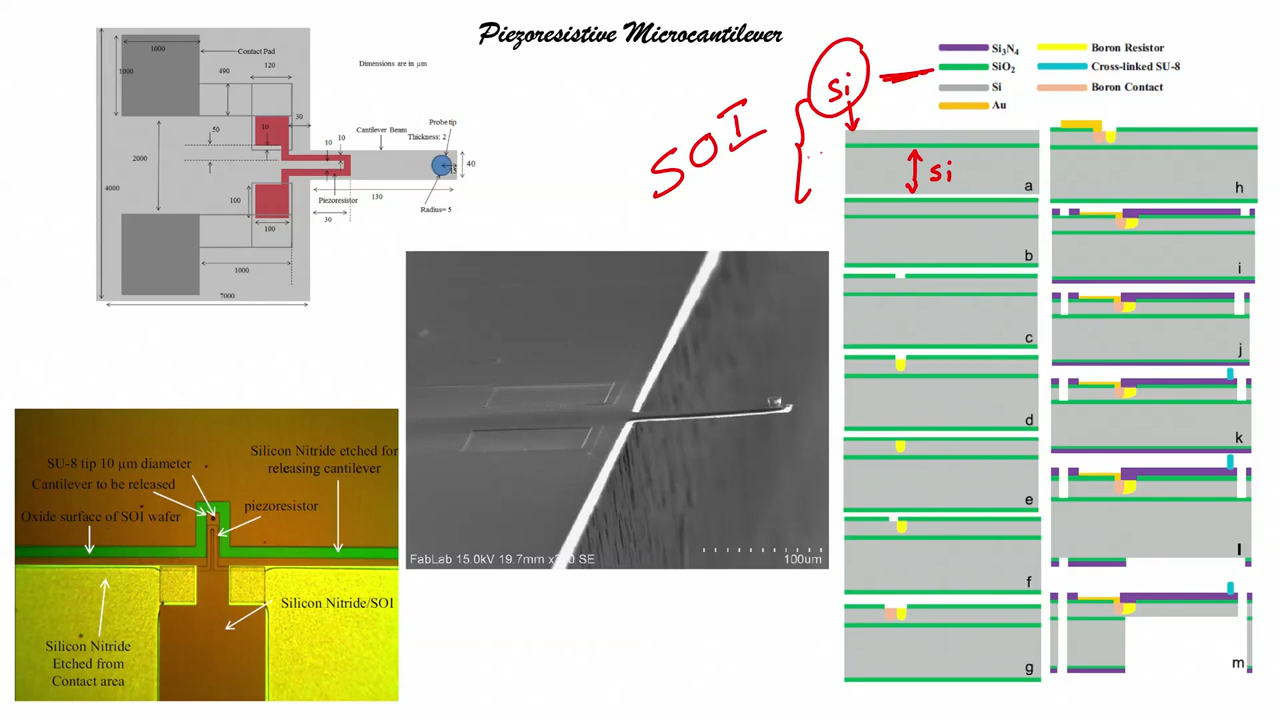 Piezoresistive Microcantilever
1000
Contact Pad
120
Dimensions are in µm
1000
490
30
50
10
10
10
Cantilever Beam
Thickness: 2
Probe tip
2000
40
15
4000
Piezoresistor
130
100
30
Radius= 5
100
1000
7000
SOI
Si
Si
Si₃N₄
SiO₂
Si
Au
Boron Resistor
Cross-linked SU-8
Boron Contact
a
b
c
d
e
f
g
h
i
j
k
l
m
FabLab 15.0kV 19.7mm SE
100um
SU-8 tip 10 µm diameter
Cantilever to be released
Oxide surface of SOI wafer
Silicon Nitride etched for
releasing cantilever
piezoresistor
Silicon Nitride/SOI
Silicon Nitride
Etched from
Contact area